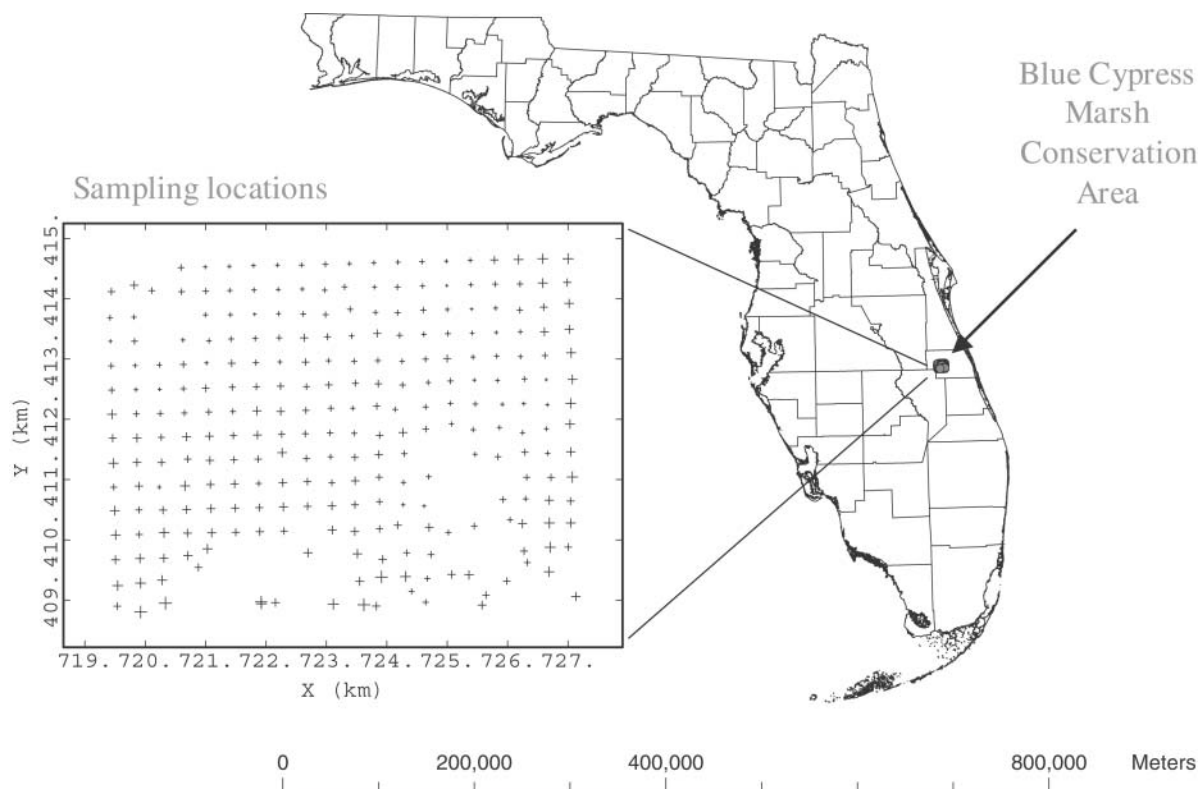 Blue Cypress
Marsh
Conservation
Area
Sampling locations
415.
414.
413.
412.
411.
410.
409.
Y (km)
719. 720. 721. 722. 723. 724. 725. 726. 727.
X (km)
0 200,000 400,000 800,000 Meters